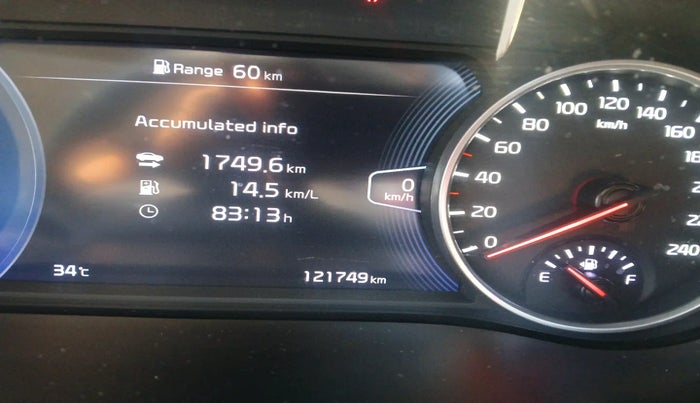 Range 60 km
Accumulated info
1749.6 km
14.5 km/L
83:13 h
0
km/h
34°c
121749 km
0
20
40
60
80
100
120
140
160
240
km/h
E
F